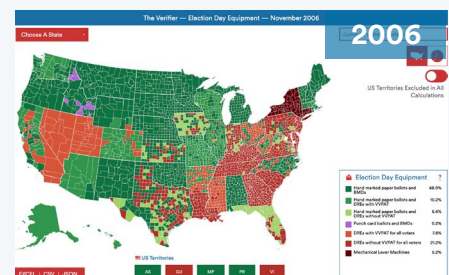 The Verifier — Election Day Equipment — November 2006
2006
Choose A State
US Territories Excluded in All
Calculations
Election Day Equipment ?
Hand marked paper ballots and
BMDs
48.9%
Hand marked paper ballots and
DREs with VVPAT
10.2%
Hand marked paper ballots and
DREs without VVPAT
Punch card ballots and BMDs
DREs with VVPAT for all voters
7.8%
DREs without VVPAT for all voters
21.2%
Mechanical Lever Machines
5.2%
US Territories
AS GU MP PR VI
CSV JSON